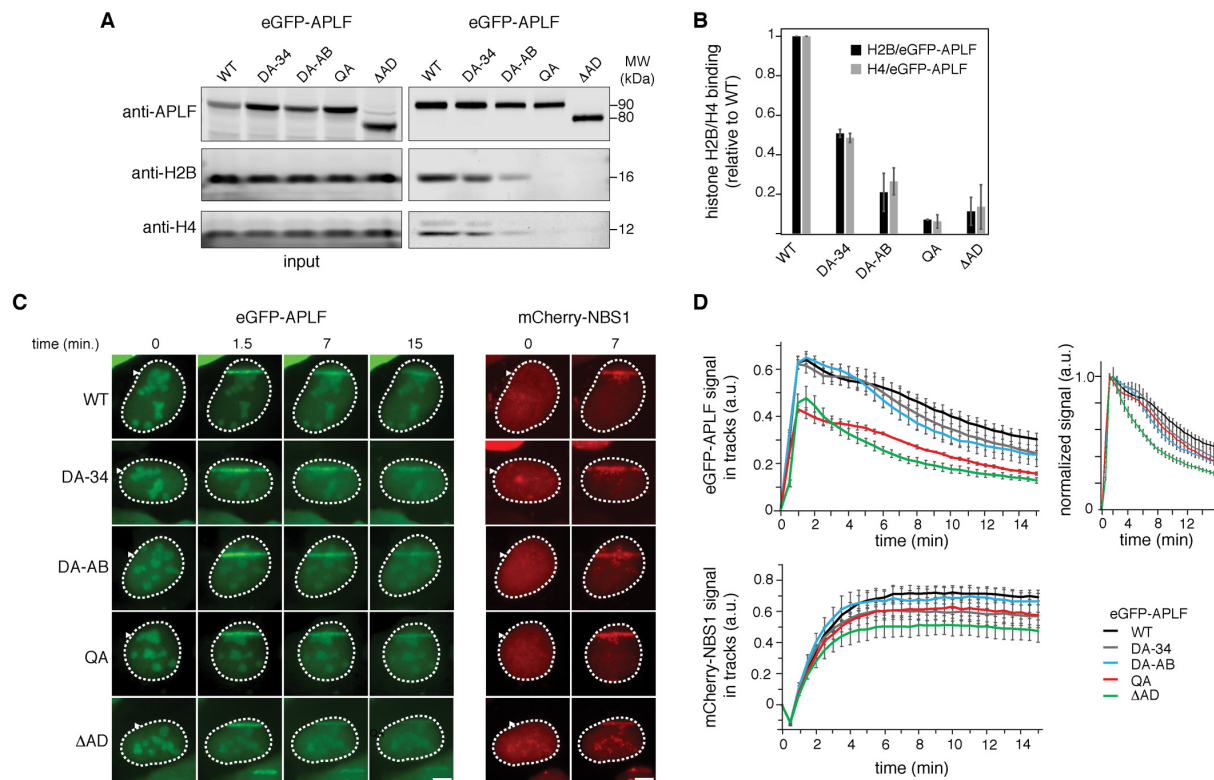 A
eGFP-APLF
eGFP-APLF
WT DA-34 DA-AB QA ΔAD
WT DA-34 DA-AB QA ΔAD
MW
(kDa)
anti-APLF
90
80
anti-H2B
16
anti-H4
12
input
B
histone H2B/H4 binding
(relative to WT)
1
0.8
0.6
0.4
0.2
H2B/eGFP-APLF
H4/eGFP-APLF
WT DA-34 DA-AB QA ΔAD
C
eGFP-APLF
mCherry-NBS1
time (min.) 0 1.5 7 15
0 7
WT
DA-34
DA-AB
QA
ΔAD
D
eGFP-APLF signal
in tracks (a.u.)
0.6
0.4
0.2
0
0 2 4 6 8 10 12 14
time (min)
normalized signal (a.u.)
1.0
0
0 4 8 12
time (min)
mCherry-NBS1 signal
in tracks (a.u.)
0.8
0.7
0.6
0.4
0.2
0
0 2 4 6 8 10 12 14
time (min)
eGFP-APLF
WT
DA-34
DA-AB
QA
ΔAD